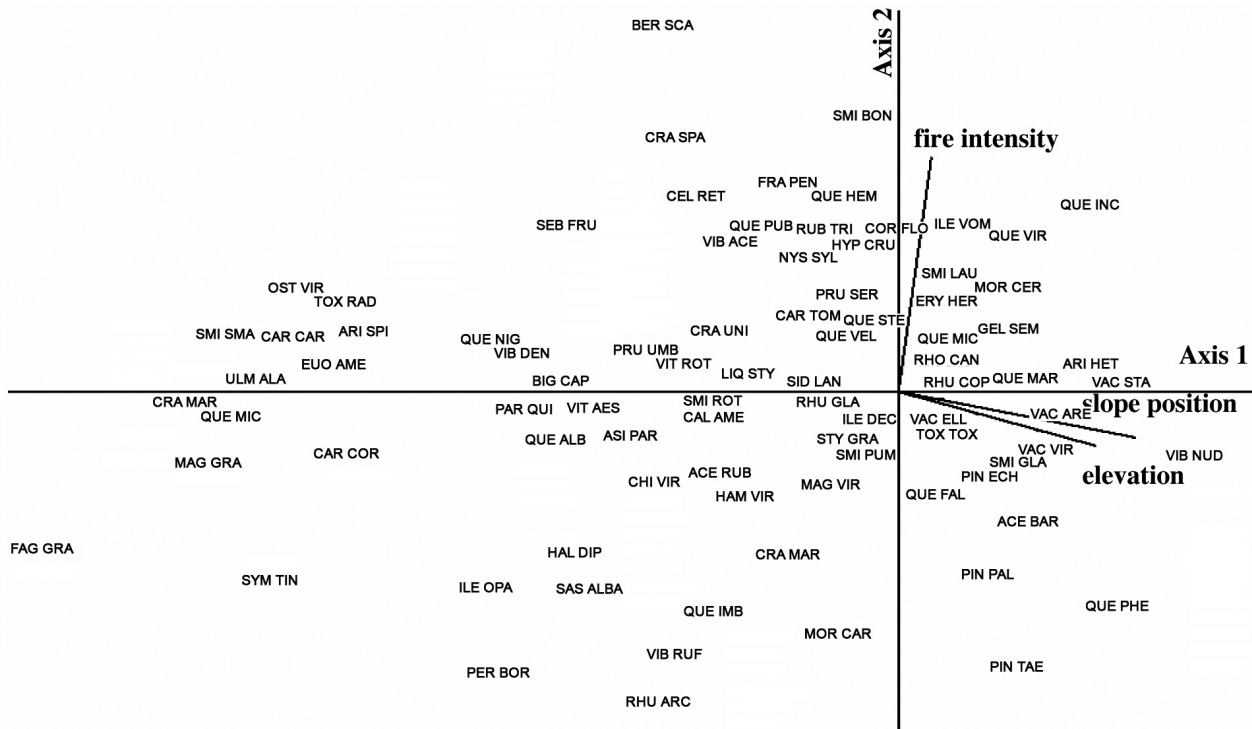 BER SCA
Axis 2
SMI BON
CRA SPA
fire intensity
FRA PEN
CEL RET
QUE HEM
QUE INC
SEB FRU
QUE PUB
RUB TRI
COR FLO
ILE VOM
VIB ACE
HYP CRU
QUE VIR
NYS SYL
SMI LAU
OST VIR
MOR CER
TOX RAD
PRU SER
ERY HER
CAR TOM
QUE STE
SMI SMA
CAR CAR
ARI SPI
CRA UNI
GEL SEM
QUE NIG
QUE VEL
QUE MIC
VIB DEN
PRU UMB
Axis 1
EUO AME
VIT ROT
RHO CAN
ARI HET
LIQ STY
ULM ALA
BIG CAP
SID LAN
RHU COP
QUE MAR
VAC STA
CRA MAR
SMI ROT
RHU GLA
slope position
QUE MIC
PAR QUI
VIT AES
CAL AME
ILE DEC
VAC ELL
VAC ARE
QUE ALB
ASI PAR
STY GRA
TOX TOX
CAR COR
SMI PUM
VAC VIR
VIB NUD
MAG GRA
SMI GLA
ACE RUB
PIN ECH
elevation
CHI VIR
MAG VIR
HAM VIR
QUE FAL
ACE BAR
FAG GRA
HAL DIP
CRA MAR
SYM TIN
PIN PAL
ILE OPA
SAS ALBA
QUE IMB
QUE PHE
MOR CAR
VIB RUF
PER BOR
PIN TAE
RHU ARC